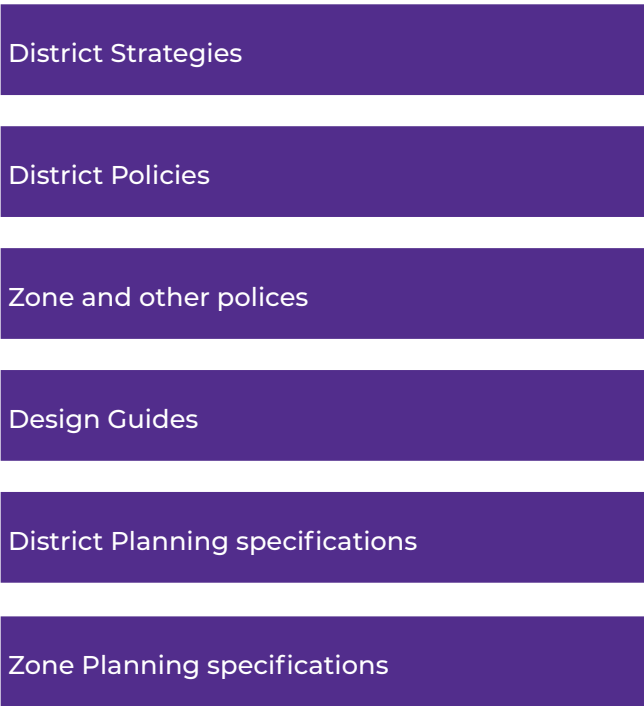 District Strategies
District Policies
Zone and other polices
Design Guides
District Planning specifications
Zone Planning specifications